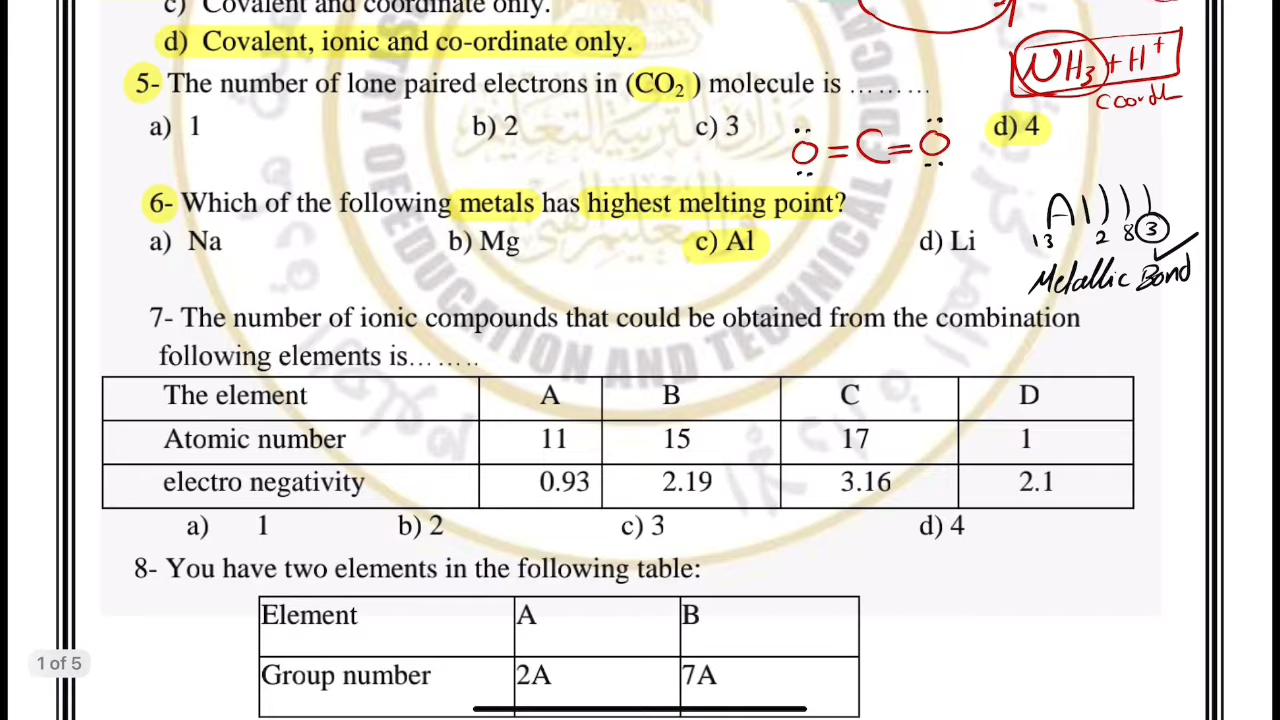 c) Covalent and coordinate only.
d) Covalent, ionic and co-ordinate only.
NH₃ + H⁺
5- The number of lone paired electrons in (CO₂ ) molecule is ………
a) 1 b) 2 c) 3 d) 4
O = C = O
6- Which of the following metals has highest melting point?
a) Na b) Mg c) Al d) Li
Al
13 2 8 3
Metallic Bond
7- The number of ionic compounds that could be obtained from the combination
following elements is……..
The element A B C D
Atomic number 11 15 17 1
electro negativity 0.93 2.19 3.16 2.1
a) 1 b) 2 c) 3 d) 4
8- You have two elements in the following table:
Element A B
Group number 2A 7A
1 of 5
OF EDUCATION AND TECHNICAL